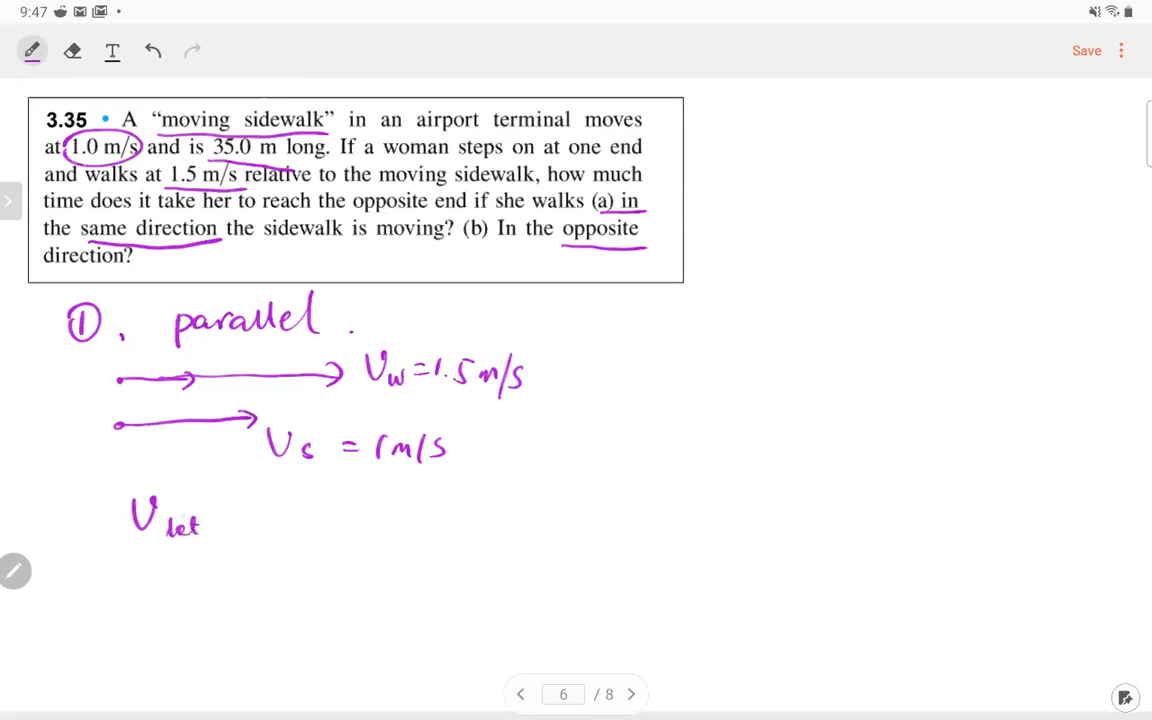 9:47
Save
3.35 • A “moving sidewalk” in an airport terminal moves
at 1.0 m/s and is 35.0 m long. If a woman steps on at one end
and walks at 1.5 m/s relative to the moving sidewalk, how much
time does it take her to reach the opposite end if she walks (a) in
the same direction the sidewalk is moving? (b) In the opposite
direction?
①. parallel.
Vw = 1.5 m/s
Vs = 1 m/s
V
6 / 8